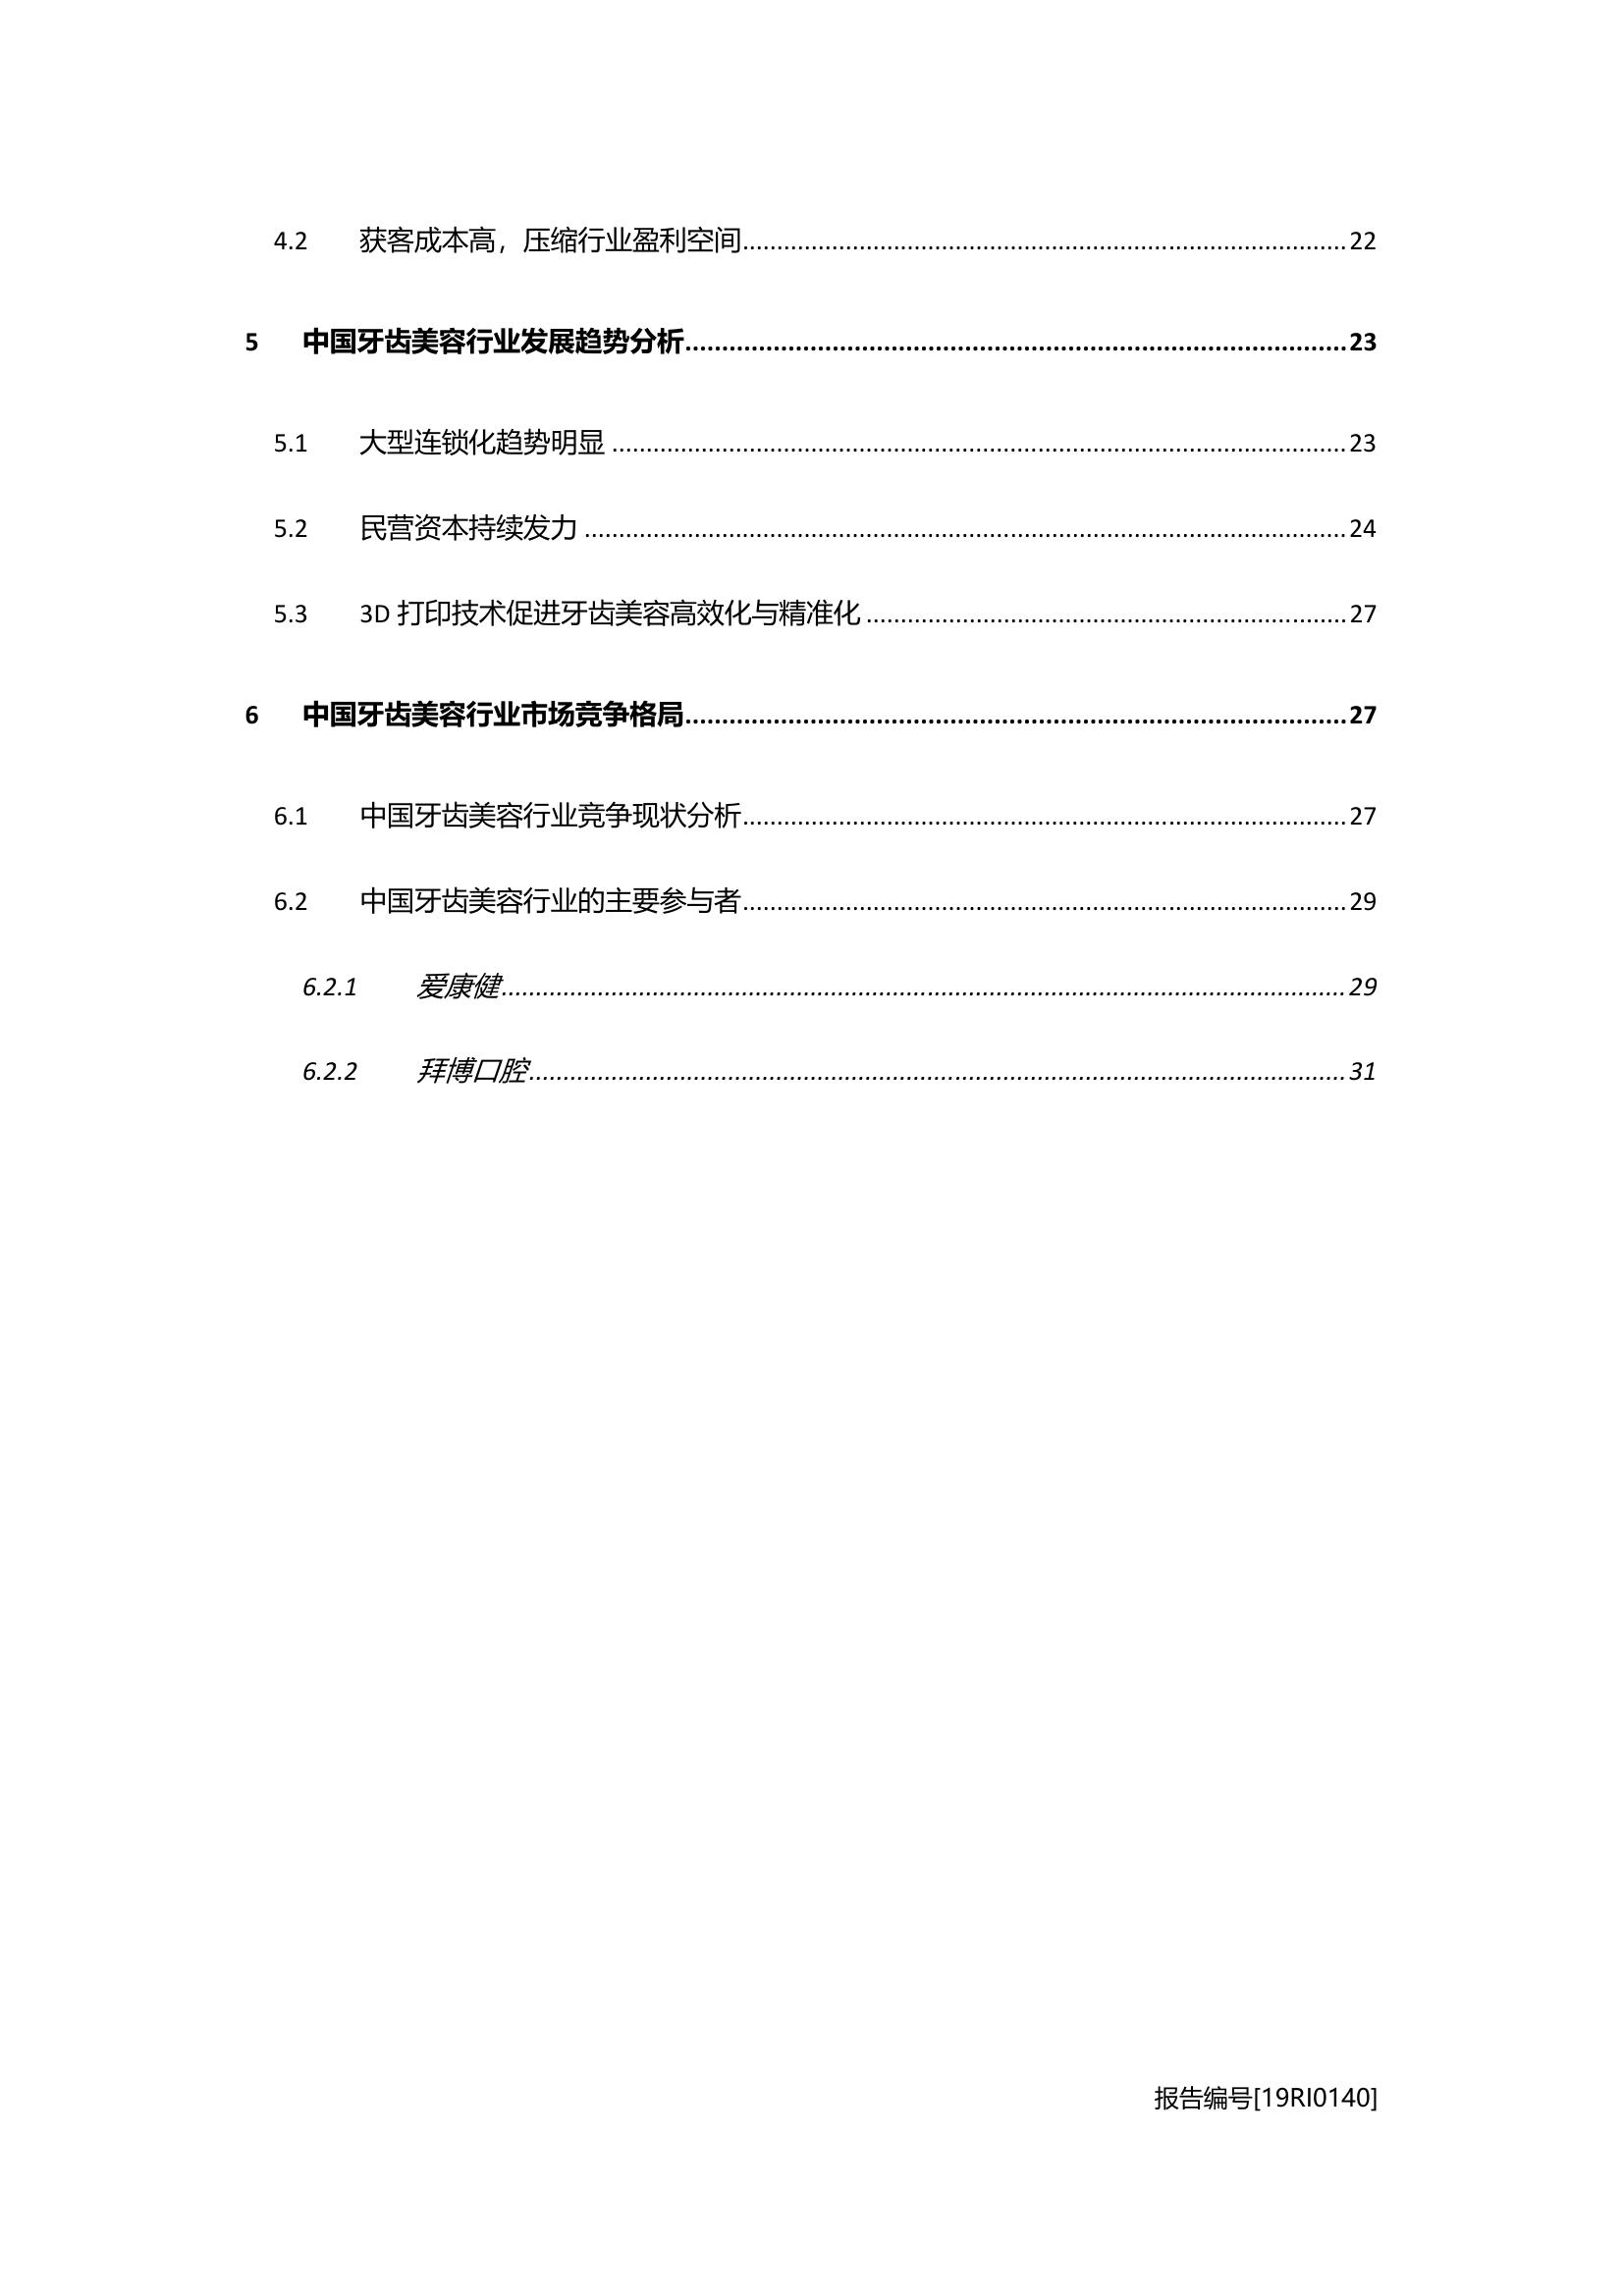 4.2 获客成本高，压缩行业盈利空间........................................22
5 中国牙齿美容行业发展趋势分析........................................23
5.1 大型连锁化趋势明显........................................23
5.2 民营资本持续发力........................................24
5.3 3D 打印技术促进牙齿美容高效化与精准化........................................27
6 中国牙齿美容行业市场竞争格局........................................27
6.1 中国牙齿美容行业竞争现状分析........................................27
6.2 中国牙齿美容行业的主要参与者........................................29
6.2.1 爱康健........................................29
6.2.2 拜博口腔........................................31
报告编号[19RI0140]